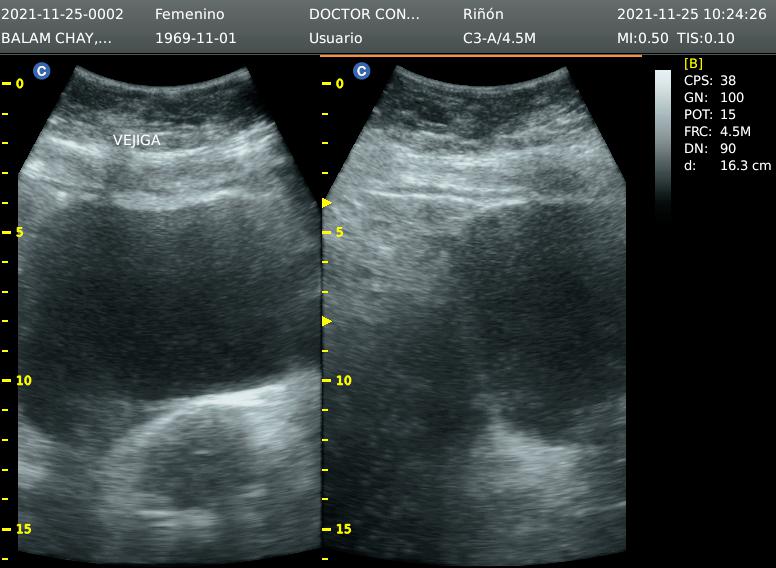 2021-11-25-0002 Femenino DOCTOR CON... Riñón 2021-11-25 10:24:26
BALAM CHAY,... 1969-11-01 Usuario C3-A/4.5M MI:0.50 TIS:0.10
C
C
[B]
CPS: 38
GN: 100
POT: 15
FRC: 4.5M
DN: 90
d: 16.3 cm
VEJIGA
0
5
10
15
0
5
10
15